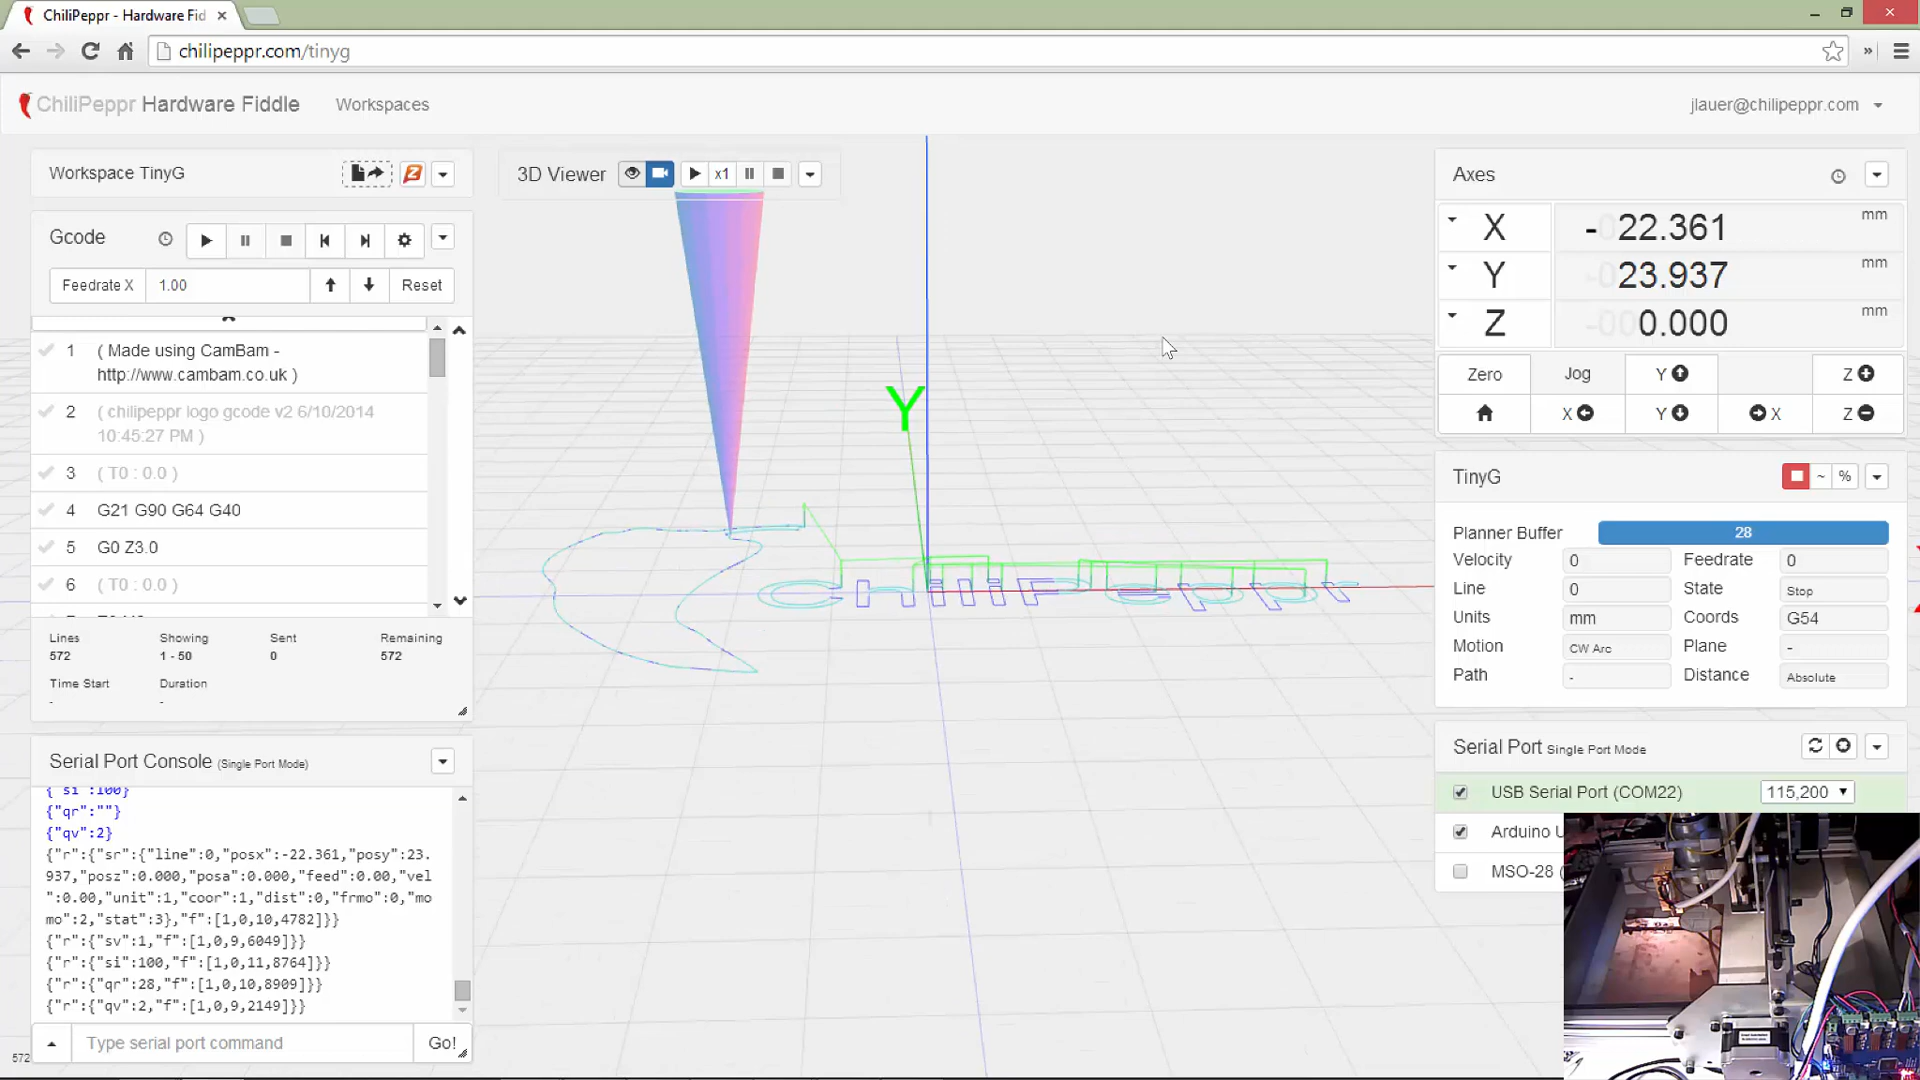 ChiliPeppr - Hardware Fid
chilipeppr.com/tinyg
ChiliPeppr Hardware Fiddle
Workspaces
jlauer@chilipeppr.com
Workspace TinyG
Gcode
Feedrate X
1.00
Reset
1 ( Made using CamBam -
http://www.cambam.co.uk )
2 ( chilipeppr logo gcode v2 6/10/2014
10:45:27 PM )
3 ( T0 : 0.0 )
4 G21 G90 G64 G40
5 G0 Z3.0
6 ( T0 : 0.0 )
Lines Showing Sent Remaining
572 1 - 50 0 572
Time Start Duration
- -
Serial Port Console (Single Port Mode)
{"si":100}
{"qr":""}
{"qv":2}
{"r":{"sr":{"line":0,"posx":-22.361,"posy":23.
937,"posz":0.000,"posa":0.000,"feed":0.00,"vel
":0.00,"unit":1,"coor":1,"dist":0,"frmo":0,"mo
mo":2,"stat":3},"f":[1,0,10,4782]}}
{"r":{"sv":1,"f":[1,0,9,6049]}}
{"r":{"si":100,"f":[1,0,11,8764]}}
{"r":{"qr":28,"f":[1,0,10,8909]}}
{"r":{"qv":2,"f":[1,0,9,2149]}}
Type serial port command
Go!
572
3D Viewer
x1
Y
ChiliPeppr
Axes
X -22.361 mm
Y 23.937 mm
Z 0.000 mm
Zero Jog Y Z
X Y X Z
TinyG
~ %
Planner Buffer 28
Velocity 0 Feedrate 0
Line 0 State Stop
Units mm Coords G54
Motion CW Arc Plane -
Path - Distance Absolute
Serial Port Single Port Mode
USB Serial Port (COM22) 115,200
Arduino U
MSO-28 (